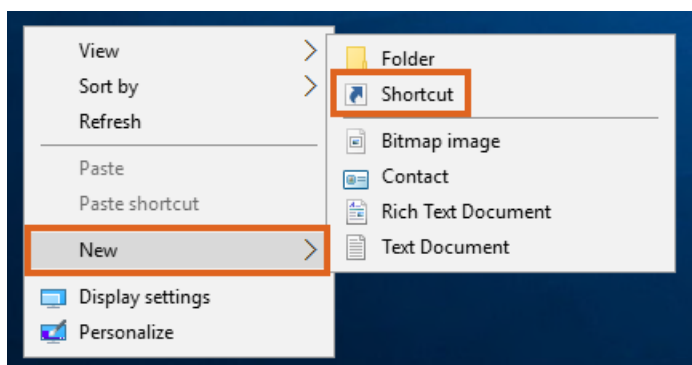 View
Sort by
Refresh
Paste
Paste shortcut
New
Display settings
Personalize
Folder
Shortcut
Bitmap image
Contact
Rich Text Document
Text Document